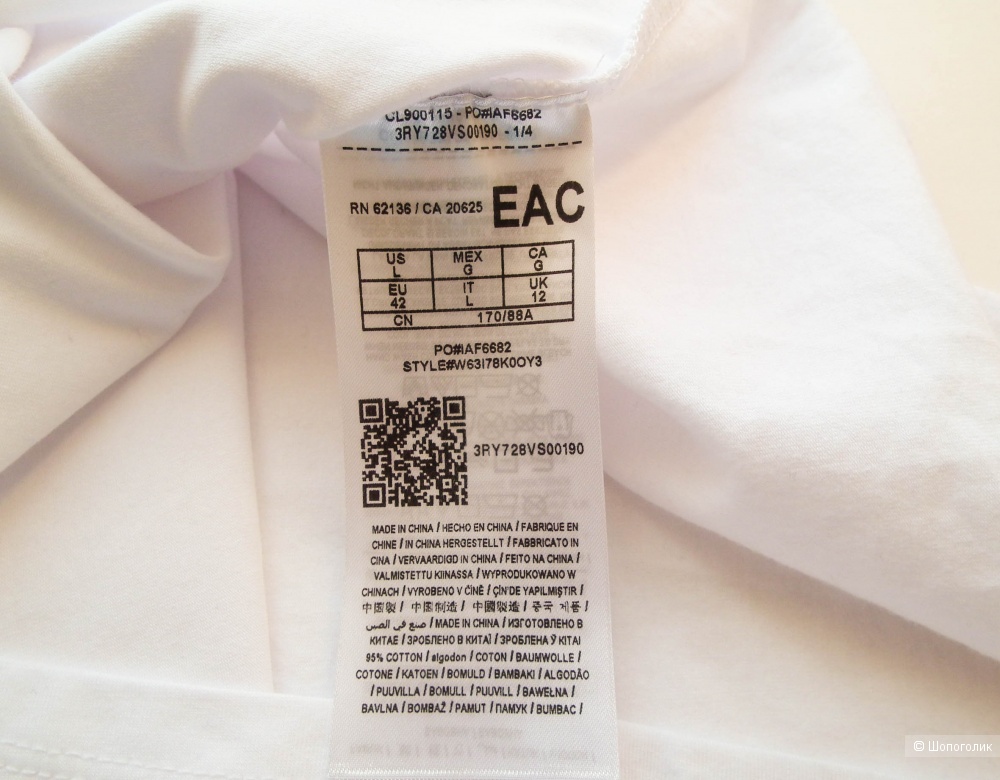 CL900115 - PO#IAF6682
3RY728VS00190 - 1/4
RN 62136 / CA 20625 EAC
US MEX CA
L G G
EU IT UK
42 L 12
CN 170/88A
PO#IAF6682
STYLE#W63I78K0OY3
3RY728VS00190
MADE IN CHINA / HECHO EN CHINA / FABRIQUE EN
CHINE / IN CHINA HERGESTELLT / FABBRICATO IN
CINA / VERVAARDIGD IN CHINA / FEITO NA CHINA /
VALMISTETTU KIINASSA / WYPRODUKOWANO W
CHINACH / VYROBENO V ČÍNĚ / ÇİN'DE YAPILMIŞTIR /
中国製 / 中国制造 / 中國製造 / 중국 제품 /
صنع في الصين / MADE IN CHINA / ИЗГОТОВЛЕНО В
КИТАЕ / ЗРОБЛЕНО В КИТАЇ / ЗРОБЛЕНА Ў КІТАІ
95% COTTON / algodon / COTON / BAUMWOLLE /
COTONE / KATOEN / BOMULD / BAMBAKI / ALGODÃO
/ PUUVILLA / BOMULL / PUUVILL / BAWEŁNA /
BAVLNA / BOMBAŽ / PAMUT / ПАМУК / BUMBAC /
© Шопоголик